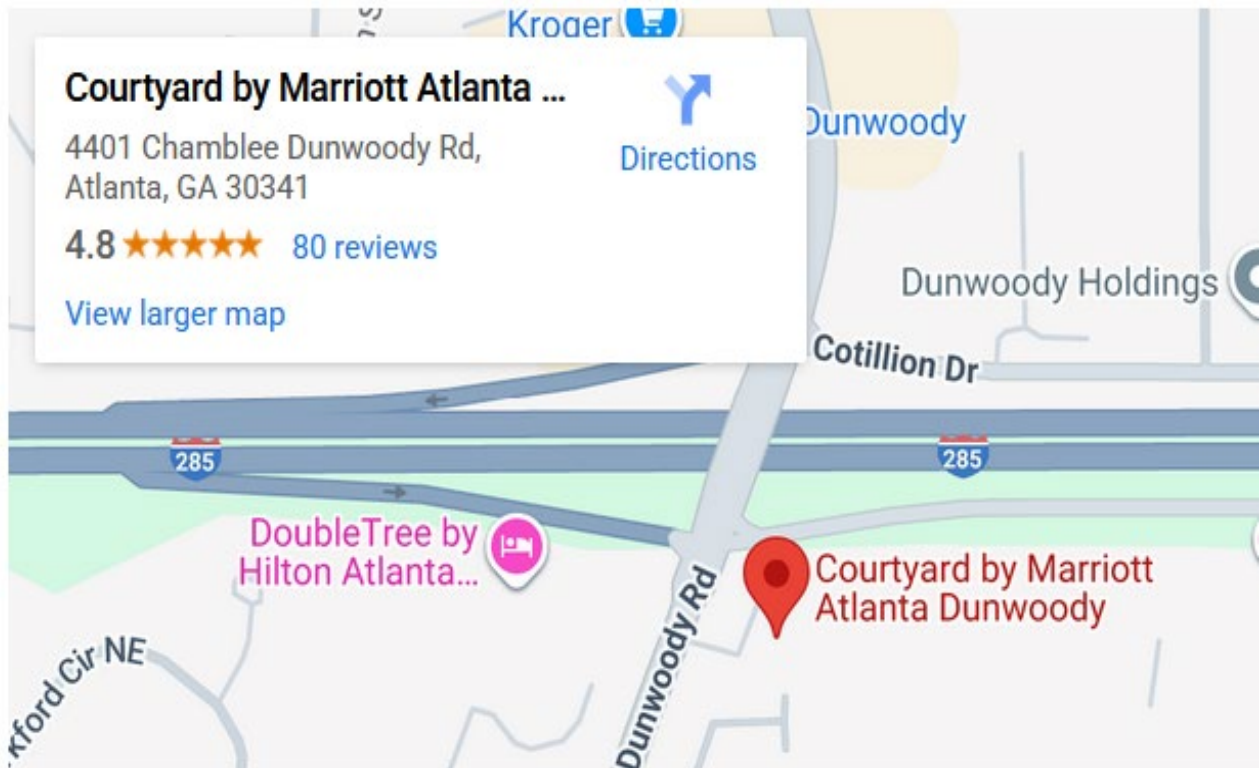 Kroger
Courtyard by Marriott Atlanta ...
4401 Chamblee Dunwoody Rd,
Atlanta, GA 30341
Directions
4.8
80 reviews
View larger map
Dunwoody
Dunwoody Holdings
Cotillion Dr
285
285
DoubleTree by
Hilton Atlanta...
Courtyard by Marriott
Atlanta Dunwoody
Dunwoody Rd
kford Cir NE